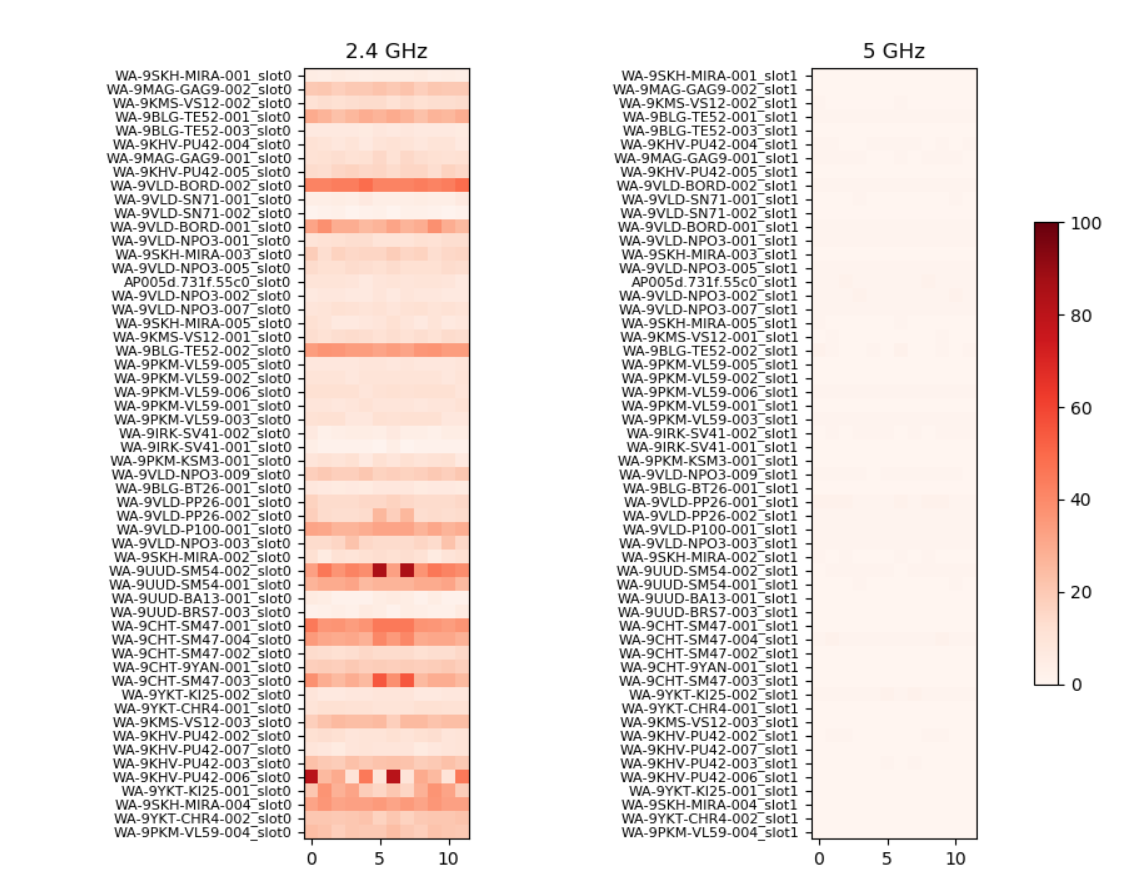 2.4 GHz
WA-9SKH-MIRA-001_slot0
WA-9MAG-GAG9-002_slot0
WA-9KMS-VS12-002_slot0
WA-9BLG-TE52-001_slot0
WA-9BLG-TE52-003_slot0
WA-9KHV-PU42-004_slot0
WA-9MAG-GAG9-001_slot0
WA-9KHV-PU42-005_slot0
WA-9VLD-BORD-002_slot0
WA-9VLD-SN71-001_slot0
WA-9VLD-SN71-002_slot0
WA-9VLD-BORD-001_slot0
WA-9VLD-NPO3-001_slot0
WA-9SKH-MIRA-003_slot0
WA-9VLD-NPO3-005_slot0
AP005d.731f.55c0_slot0
WA-9VLD-NPO3-002_slot0
WA-9VLD-NPO3-007_slot0
WA-9SKH-MIRA-005_slot0
WA-9KMS-VS12-001_slot0
WA-9BLG-TE52-002_slot0
WA-9PKM-VL59-005_slot0
WA-9PKM-VL59-002_slot0
WA-9PKM-VL59-006_slot0
WA-9PKM-VL59-001_slot0
WA-9PKM-VL59-003_slot0
WA-9IRK-SV41-002_slot0
WA-9IRK-SV41-001_slot0
WA-9PKM-KSM3-001_slot0
WA-9VLD-NPO3-009_slot0
WA-9BLG-BT26-001_slot0
WA-9VLD-PP26-001_slot0
WA-9VLD-PP26-002_slot0
WA-9VLD-P100-001_slot0
WA-9VLD-NPO3-003_slot0
WA-9SKH-MIRA-002_slot0
WA-9UUD-SM54-002_slot0
WA-9UUD-SM54-001_slot0
WA-9UUD-BA13-001_slot0
WA-9UUD-BRS7-003_slot0
WA-9CHT-SM47-001_slot0
WA-9CHT-SM47-004_slot0
WA-9CHT-SM47-002_slot0
WA-9CHT-9YAN-001_slot0
WA-9CHT-SM47-003_slot0
WA-9YKT-KI25-002_slot0
WA-9YKT-CHR4-001_slot0
WA-9KMS-VS12-003_slot0
WA-9KHV-PU42-002_slot0
WA-9KHV-PU42-007_slot0
WA-9KHV-PU42-003_slot0
WA-9KHV-PU42-006_slot0
WA-9YKT-KI25-001_slot0
WA-9SKH-MIRA-004_slot0
WA-9YKT-CHR4-002_slot0
WA-9PKM-VL59-004_slot0
0 5 10
5 GHz
WA-9SKH-MIRA-001_slot1
WA-9MAG-GAG9-002_slot1
WA-9KMS-VS12-002_slot1
WA-9BLG-TE52-001_slot1
WA-9BLG-TE52-003_slot1
WA-9KHV-PU42-004_slot1
WA-9MAG-GAG9-001_slot1
WA-9KHV-PU42-005_slot1
WA-9VLD-BORD-002_slot1
WA-9VLD-SN71-001_slot1
WA-9VLD-SN71-002_slot1
WA-9VLD-BORD-001_slot1
WA-9VLD-NPO3-001_slot1
WA-9SKH-MIRA-003_slot1
WA-9VLD-NPO3-005_slot1
AP005d.731f.55c0_slot1
WA-9VLD-NPO3-002_slot1
WA-9VLD-NPO3-007_slot1
WA-9SKH-MIRA-005_slot1
WA-9KMS-VS12-001_slot1
WA-9BLG-TE52-002_slot1
WA-9PKM-VL59-005_slot1
WA-9PKM-VL59-002_slot1
WA-9PKM-VL59-006_slot1
WA-9PKM-VL59-001_slot1
WA-9PKM-VL59-003_slot1
WA-9IRK-SV41-002_slot1
WA-9IRK-SV41-001_slot1
WA-9PKM-KSM3-001_slot1
WA-9VLD-NPO3-009_slot1
WA-9BLG-BT26-001_slot1
WA-9VLD-PP26-001_slot1
WA-9VLD-PP26-002_slot1
WA-9VLD-P100-001_slot1
WA-9VLD-NPO3-003_slot1
WA-9SKH-MIRA-002_slot1
WA-9UUD-SM54-002_slot1
WA-9UUD-SM54-001_slot1
WA-9UUD-BA13-001_slot1
WA-9UUD-BRS7-003_slot1
WA-9CHT-SM47-001_slot1
WA-9CHT-SM47-004_slot1
WA-9CHT-SM47-002_slot1
WA-9CHT-9YAN-001_slot1
WA-9CHT-SM47-003_slot1
WA-9YKT-KI25-002_slot1
WA-9YKT-CHR4-001_slot1
WA-9KMS-VS12-003_slot1
WA-9KHV-PU42-002_slot1
WA-9KHV-PU42-007_slot1
WA-9KHV-PU42-003_slot1
WA-9KHV-PU42-006_slot1
WA-9YKT-KI25-001_slot1
WA-9SKH-MIRA-004_slot1
WA-9YKT-CHR4-002_slot1
WA-9PKM-VL59-004_slot1
0 5 10
100
80
60
40
20
0